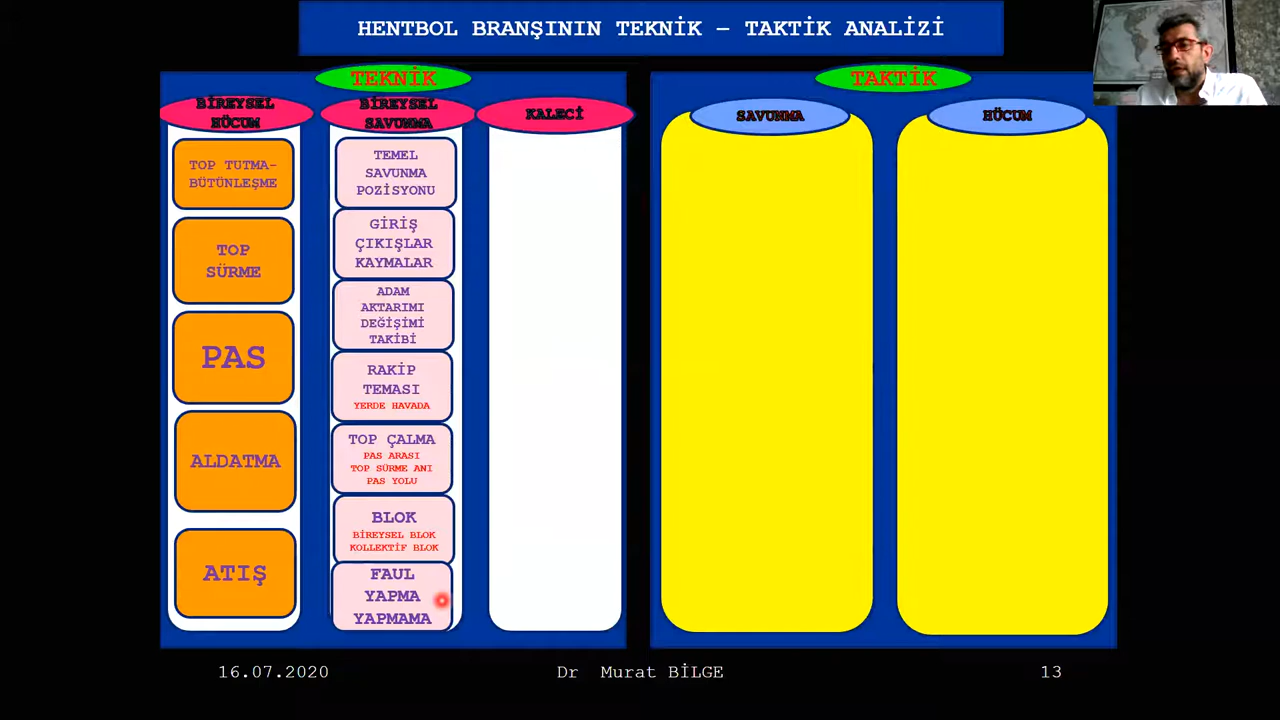 HENTBOL BRANŞININ TEKNİK – TAKTİK ANALİZİ
TEKNİK
BİREYSEL
HÜCUM
TOP TUTMA-
BÜTÜNLEŞME
TOP
SÜRME
PAS
ALDATMA
ATIŞ
BİREYSEL
SAVUNMA
TEMEL
SAVUNMA
POZİSYONU
GİRİŞ
ÇIKIŞLAR
KAYMALAR
ADAM
AKTARIMI
DEĞİŞİMİ
TAKİBİ
RAKİP
TEMASI
YERDE HAVADA
TOP ÇALMA
PAS ARASI
TOP SÜRME ANI
PAS YOLU
BLOK
BİREYSEL BLOK
KOLLEKTİF BLOK
FAUL
YAPMA
YAPMAMA
KALECİ
TAKTİK
SAVUNMA
HÜCUM
16.07.2020
Dr Murat BİLGE
13